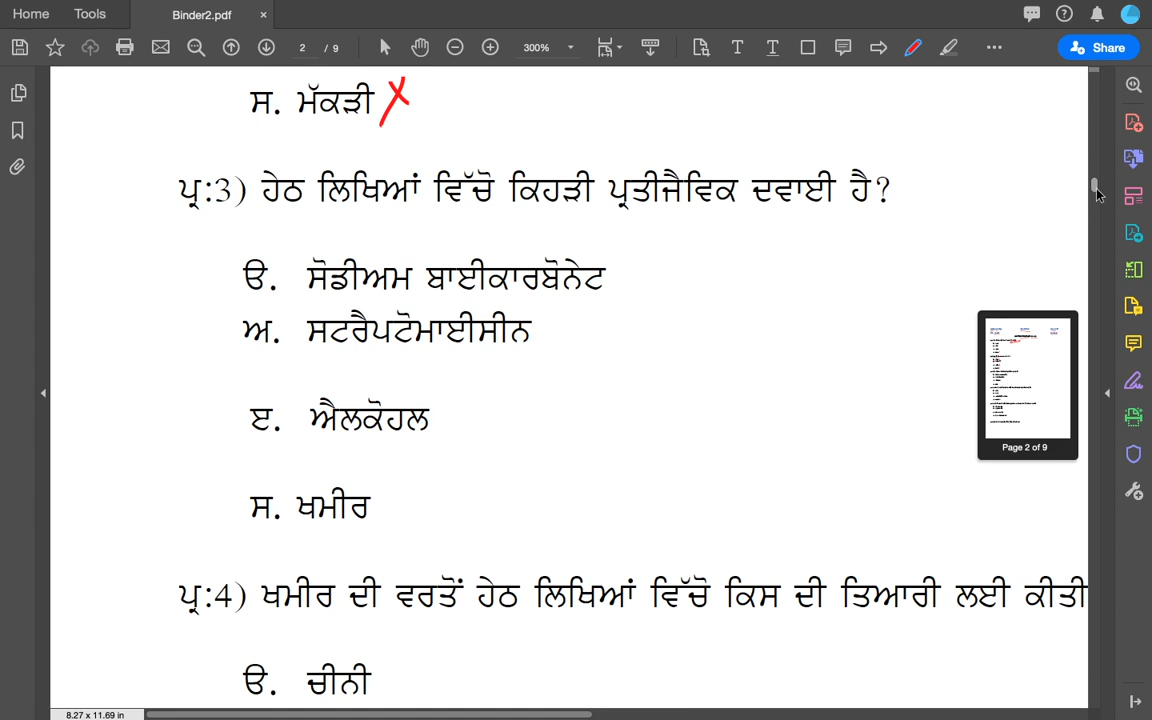 Home Tools Binder2.pdf ×
2 / 9 300% Share
ਸ. ਮੱਕੜੀ
ਪ੍ਰ:3) ਹੇਠ ਲਿਖਿਆਂ ਵਿੱਚੋ ਕਿਹੜੀ ਪ੍ਰਤੀਜੈਵਿਕ ਦਵਾਈ ਹੈ?
ੳ. ਸੋਡੀਅਮ ਬਾਈਕਾਰਬੋਨੇਟ
ਅ. ਸਟਰੈਪਟੋਮਾਈਸੀਨ
ੲ. ਐਲਕੋਹਲ
Page 2 of 9
ਸ. ਖਮੀਰ
ਪ੍ਰ:4) ਖਮੀਰ ਦੀ ਵਰਤੋਂ ਹੇਠ ਲਿਖਿਆਂ ਵਿੱਚੋ ਕਿਸ ਦੀ ਤਿਆਰੀ ਲਈ ਕੀਤੀ
ੳ. ਚੀਨੀ
8.27 x 11.69 in